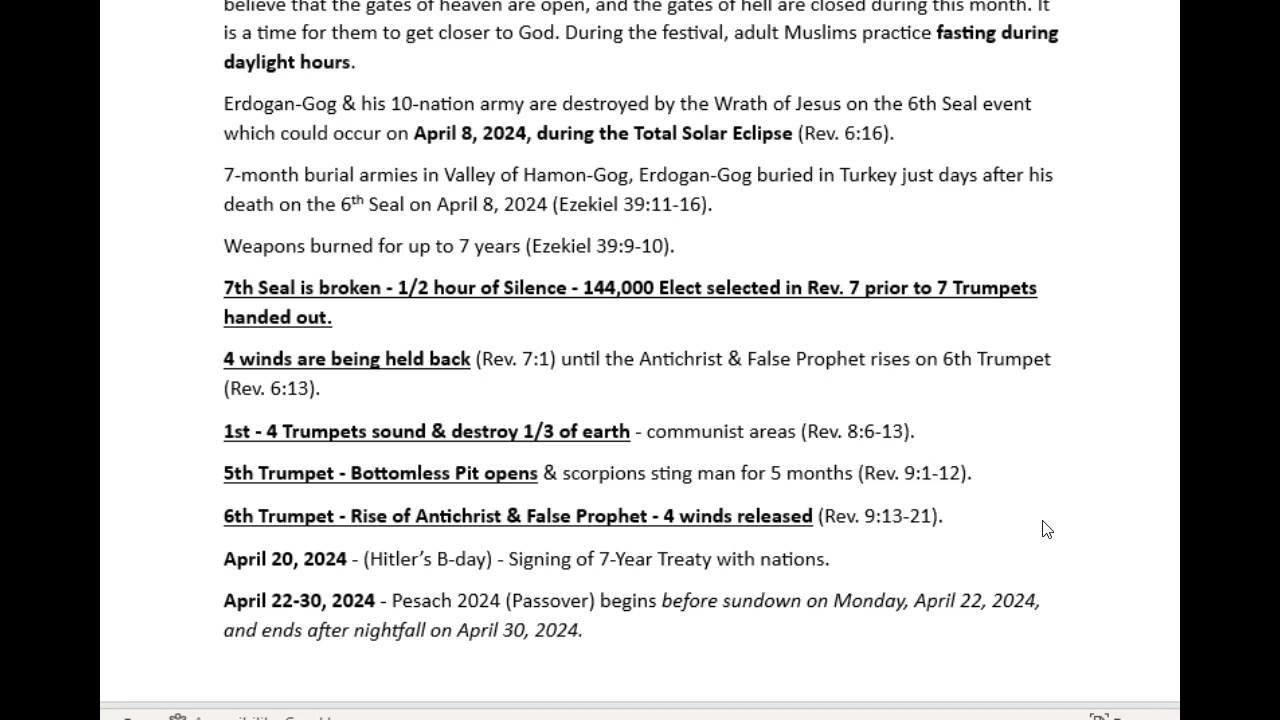 believe that the gates of heaven are open, and the gates of hell are closed during this month. It
is a time for them to get closer to God. During the festival, adult Muslims practice fasting during
daylight hours.
Erdogan-Gog & his 10-nation army are destroyed by the Wrath of Jesus on the 6th Seal event
which could occur on April 8, 2024, during the Total Solar Eclipse (Rev. 6:16).
7-month burial armies in Valley of Hamon-Gog, Erdogan-Gog buried in Turkey just days after his
death on the 6th Seal on April 8, 2024 (Ezekiel 39:11-16).
Weapons burned for up to 7 years (Ezekiel 39:9-10).
7th Seal is broken - 1/2 hour of Silence - 144,000 Elect selected in Rev. 7 prior to 7 Trumpets
handed out.
4 winds are being held back (Rev. 7:1) until the Antichrist & False Prophet rises on 6th Trumpet
(Rev. 6:13).
1st - 4 Trumpets sound & destroy 1/3 of earth - communist areas (Rev. 8:6-13).
5th Trumpet - Bottomless Pit opens & scorpions sting man for 5 months (Rev. 9:1-12).
6th Trumpet - Rise of Antichrist & False Prophet - 4 winds released (Rev. 9:13-21).
April 20, 2024 - (Hitler’s B-day) - Signing of 7-Year Treaty with nations.
April 22-30, 2024 - Pesach 2024 (Passover) begins before sundown on Monday, April 22, 2024,
and ends after nightfall on April 30, 2024.